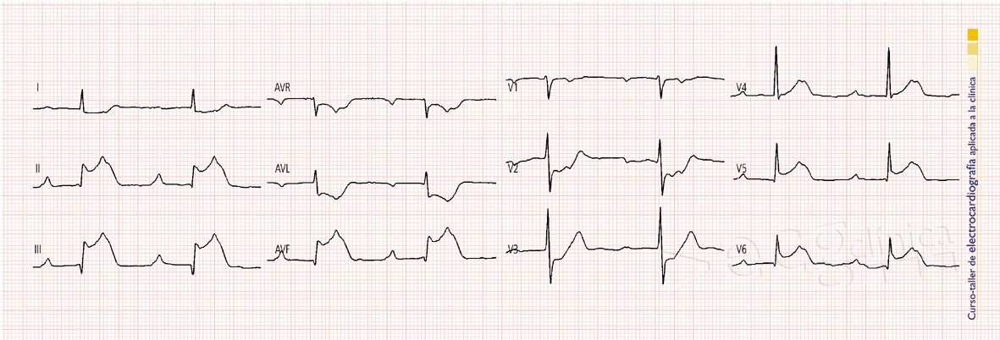 I
AVR
V1
V4
II
AVL
V2
V5
III
AVF
V3
V6
Curso-taller de electrocardiografía aplicada a la clínica